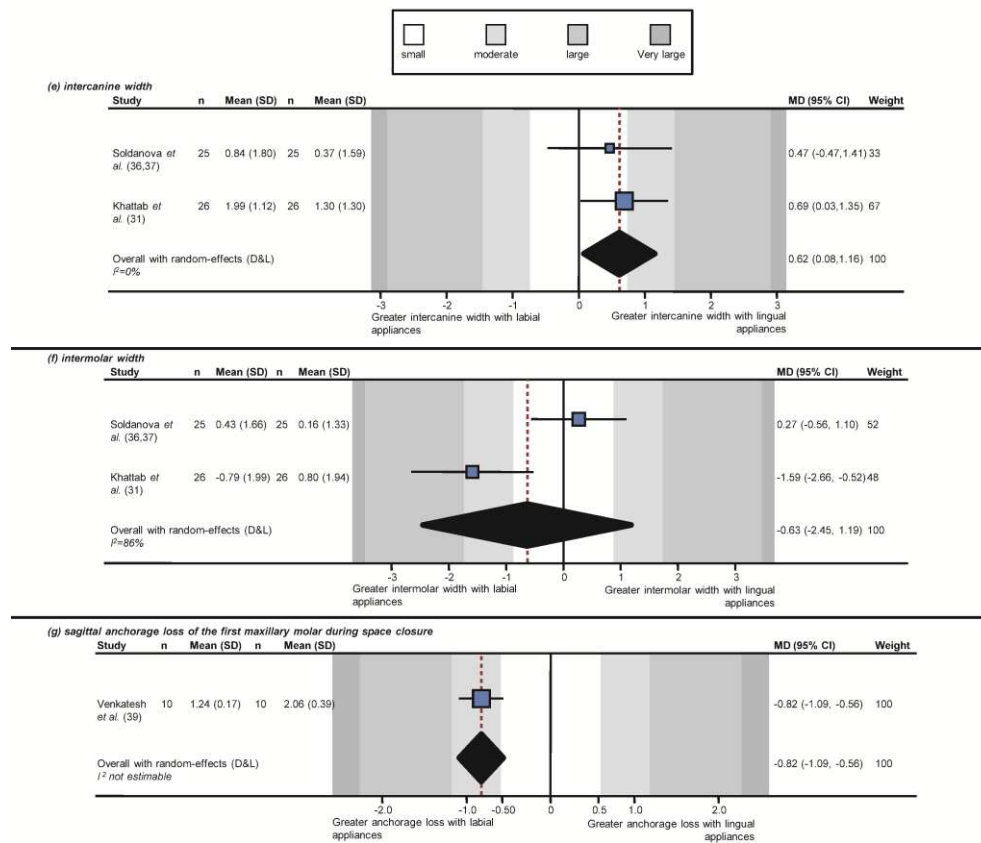 small moderate large Very large
(e) intercanine width
Study n Mean (SD) n Mean (SD) MD (95% CI) Weight
Soldanova et
al. (36,37) 25 0.84 (1.80) 25 0.37 (1.59) 0.47 (-0.47,1.41) 33
Khattab et
al. (31) 26 1.99 (1.12) 26 1.30 (1.30) 0.69 (0.03,1.35) 67
Overall with random-effects (D&L) 0.62 (0.08,1.16) 100
I²=0%
-3 -2 -1 0 1 2 3
Greater intercanine width with labial
appliances
Greater intercanine width with lingual
appliances
(f) intermolar width
Study n Mean (SD) n Mean (SD) MD (95% CI) Weight
Soldanova et
al. (36,37) 25 0.43 (1.66) 25 0.16 (1.33) 0.27 (-0.56, 1.10) 52
Khattab et
al. (31) 26 -0.79 (1.99) 26 0.80 (1.94) -1.59 (-2.66, -0.52) 48
Overall with random-effects (D&L) -0.63 (-2.45, 1.19) 100
I²=86%
-3 -2 -1 0 1 2 3
Greater intermolar width with labial
appliances
Greater intermolar width with lingual
appliances
(g) sagittal anchorage loss of the first maxillary molar during space closure
Study n Mean (SD) n Mean (SD) MD (95% CI) Weight
Venkatesh
et al. (39) 10 1.24 (0.17) 10 2.06 (0.39) -0.82 (-1.09, -0.56) 100
Overall with random-effects (D&L) -0.82 (-1.09, -0.56) 100
I² not estimable
-2.0 -1.0 -0.50 0 0.5 1.0 2.0
Greater anchorage loss with labial
appliances
Greater anchorage loss with lingual
appliances